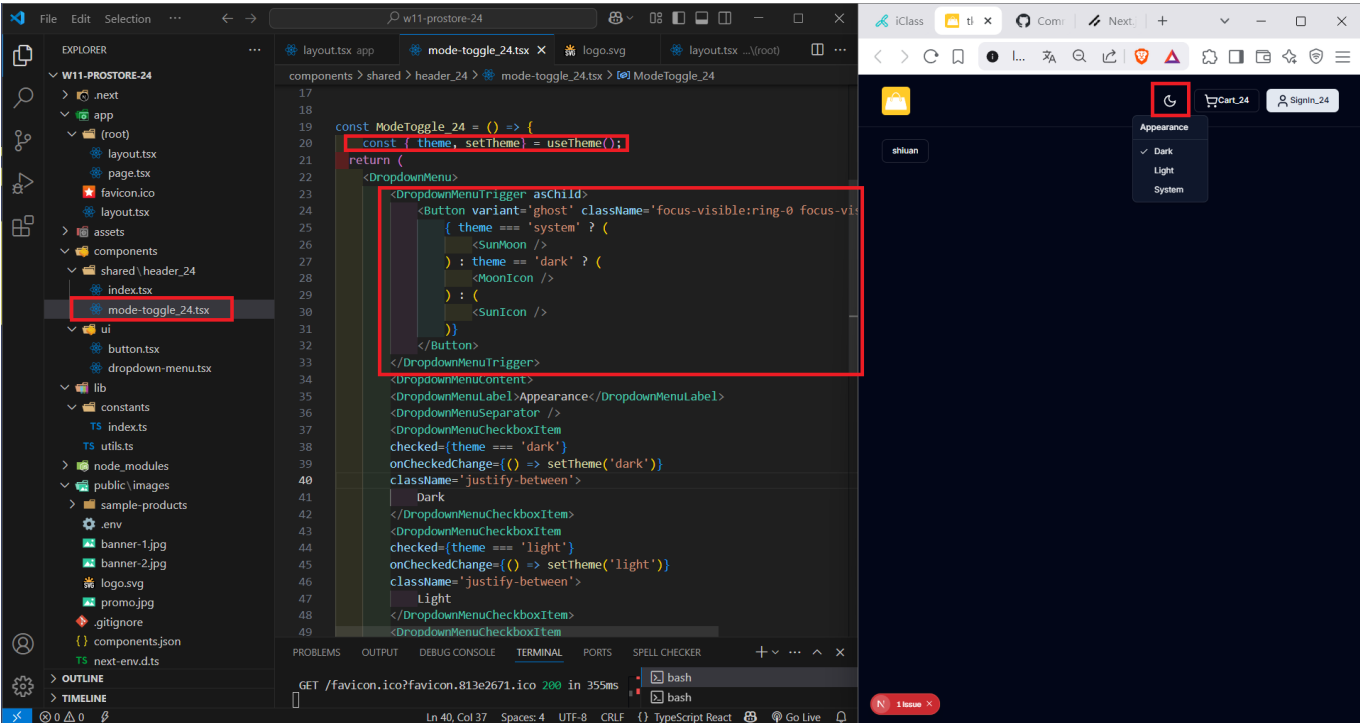 File Edit Selection ··· w11-prostore-24
EXPLORER ···
W11-PROSTORE-24
.next
app
(root)
layout.tsx
page.tsx
favicon.ico
layout.tsx
assets
components
shared \ header_24
index.tsx
mode-toggle_24.tsx
ui
button.tsx
dropdown-menu.tsx
lib
constants
TS index.ts
TS utils.ts
node_modules
public \ images
sample-products
.env
banner-1.jpg
banner-2.jpg
logo.svg
promo.jpg
.gitignore
{ } components.json
TS next-env.d.ts
OUTLINE
TIMELINE
layout.tsx app mode-toggle_24.tsx logo.svg layout.tsx ...\(root) ···
components > shared > header_24 > mode-toggle_24.tsx > ModeToggle_24
17
18
19 const ModeToggle_24 = () => {
20 const { theme, setTheme} = useTheme();
21 return (
22 <DropdownMenu>
23 <DropdownMenuTrigger asChild>
24 <Button variant='ghost' className='focus-visible:ring-0 focus-vis
25 { theme === 'system' ? (
26 <SunMoon />
27 ) : theme == 'dark' ? (
28 <MoonIcon />
29 ) : (
30 <SunIcon />
31 )}
32 </Button>
33 </DropdownMenuTrigger>
34 <DropdownMenuContent>
35 <DropdownMenuLabel>Appearance</DropdownMenuLabel>
36 <DropdownMenuSeparator />
37 <DropdownMenuCheckboxItem
38 checked={theme === 'dark'}
39 onCheckedChange={() => setTheme('dark')}
40 className='justify-between'>
41 Dark
42 </DropdownMenuCheckboxItem>
43 <DropdownMenuCheckboxItem
44 checked={theme === 'light'}
45 onCheckedChange={() => setTheme('light')}
46 className='justify-between'>
47 Light
48 </DropdownMenuCheckboxItem>
49 <DropdownMenuCheckboxItem
PROBLEMS OUTPUT DEBUG CONSOLE TERMINAL PORTS SPELL CHECKER
GET /favicon.ico?favicon.813e2671.ico 200 in 355ms
bash
bash
0 0 Ln 40, Col 37 Spaces: 4 UTF-8 CRLF { } TypeScript React Go Live
iClass Next.
Cart_24 SignIn_24
Appearance
shiuan
Dark
Light
System
N 1 Issue ×